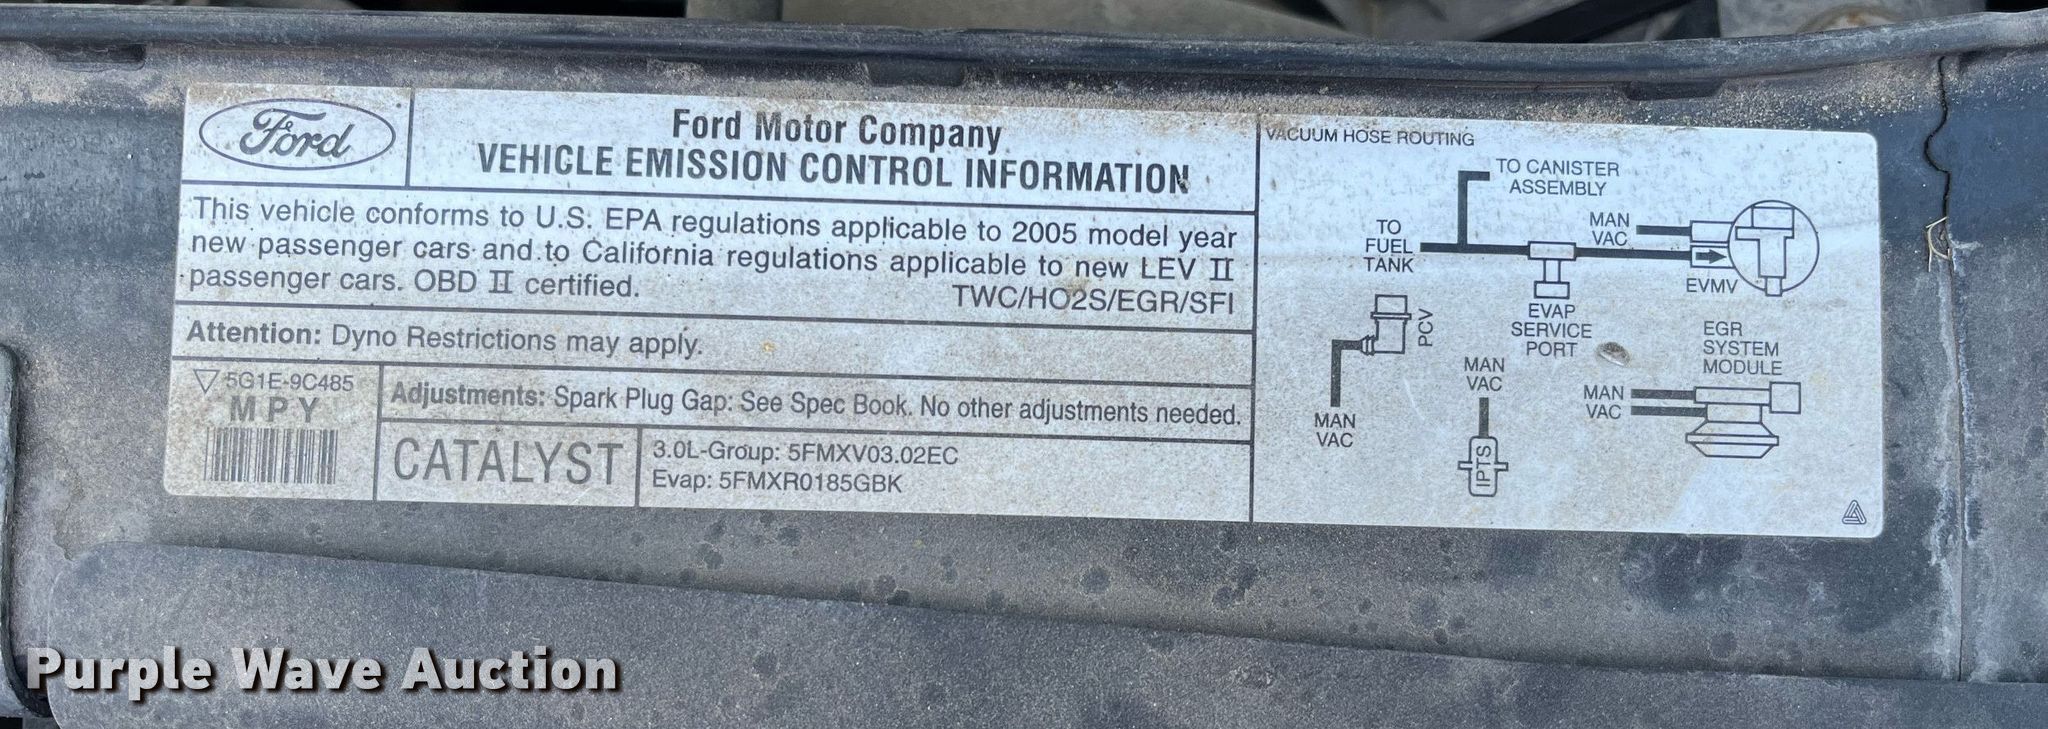 Ford
Ford Motor Company
VEHICLE EMISSION CONTROL INFORMATION
This vehicle conforms to U.S. EPA regulations applicable to 2005 model year
new passenger cars and to California regulations applicable to new LEV II
passenger cars. OBD II certified.
TWC/HO2S/EGR/SFI
Attention: Dyno Restrictions may apply.
5G1E-9C485
MPY
Adjustments: Spark Plug Gap: See Spec Book. No other adjustments needed.
CATALYST
3.0L-Group: 5FMXV03.02EC
Evap: 5FMXR0185GBK
VACUUM HOSE ROUTING
TO CANISTER
ASSEMBLY
TO
FUEL
TANK
MAN
VAC
EVMV
EVAP
SERVICE
PORT
PCV
MAN
VAC
MAN
VAC
IPTS
EGR
SYSTEM
MODULE
MAN
VAC
Purple Wave Auction